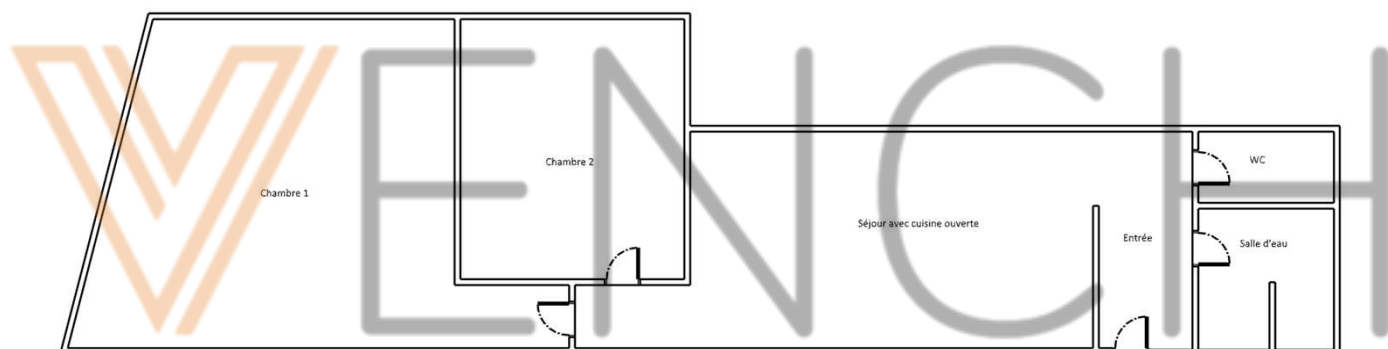 VENCH
Chambre 1
Chambre 2
Séjour avec cuisine ouverte
Entrée
WC
Salle d'eau